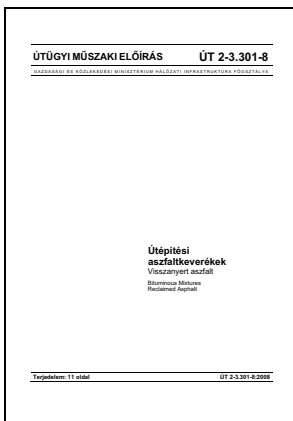 ÚTÜGYI MŰSZAKI ELŐÍRÁS ÚT 2-3.301-8
GAZDASÁGI ÉS KÖZLEKEDÉSI MINISZTÉRIUM HÁLÓZATI INFRASTRUKTÚRA FŐOSZTÁLYA
Útépítési
aszfaltkeverékek
Visszanyert aszfalt
Bituminous Mixtures
Reclaimed Asphalt
Terjedelem: 11 oldal ÚT 2-3.301-8:2008